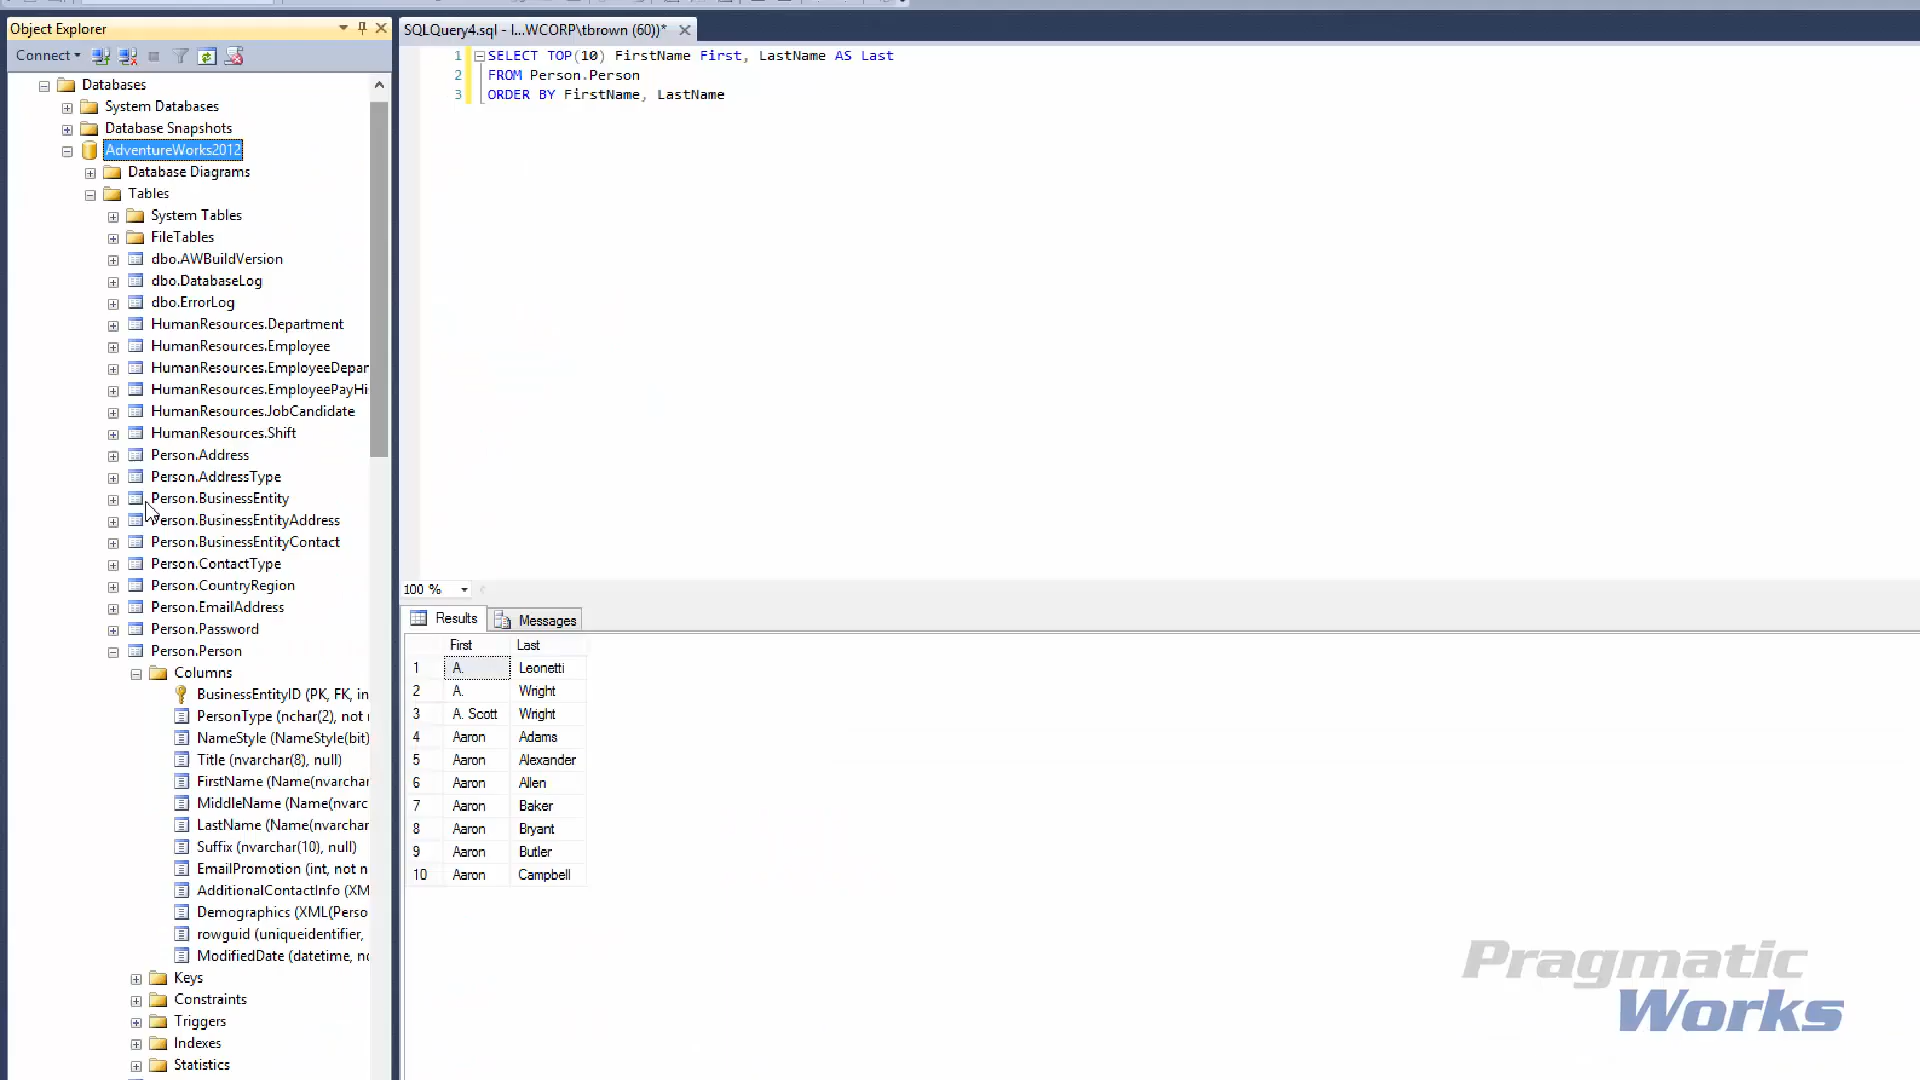 Object Explorer
Connect
Databases
System Databases
Database Snapshots
AdventureWorks2012
Database Diagrams
Tables
System Tables
FileTables
dbo.AWBuildVersion
dbo.DatabaseLog
dbo.ErrorLog
HumanResources.Department
HumanResources.Employee
HumanResources.EmployeeDepar
HumanResources.EmployeePayHi
HumanResources.JobCandidate
HumanResources.Shift
Person.Address
Person.AddressType
Person.BusinessEntity
Person.BusinessEntityAddress
Person.BusinessEntityContact
Person.ContactType
Person.CountryRegion
Person.EmailAddress
Person.Password
Person.Person
Columns
BusinessEntityID (PK, FK, in
PersonType (nchar(2), not r
NameStyle (NameStyle(bit)
Title (nvarchar(8), null)
FirstName (Name(nvarchar
MiddleName (Name(nvarc
LastName (Name(nvarchar
Suffix (nvarchar(10), null)
EmailPromotion (int, not n
AdditionalContactInfo (XM
Demographics (XML(Perso
rowguid (uniqueidentifier,
ModifiedDate (datetime, no
Keys
Constraints
Triggers
Indexes
Statistics
SQLQuery4.sql - l...WCORP\tbrown (60))*
1 SELECT TOP(10) FirstName First, LastName AS Last
2 FROM Person.Person
3 ORDER BY FirstName, LastName
100 %
Results Messages
First Last
1 A. Leonetti
2 A. Wright
3 A. Scott Wright
4 Aaron Adams
5 Aaron Alexander
6 Aaron Allen
7 Aaron Baker
8 Aaron Bryant
9 Aaron Butler
10 Aaron Campbell
Pragmatic
Works